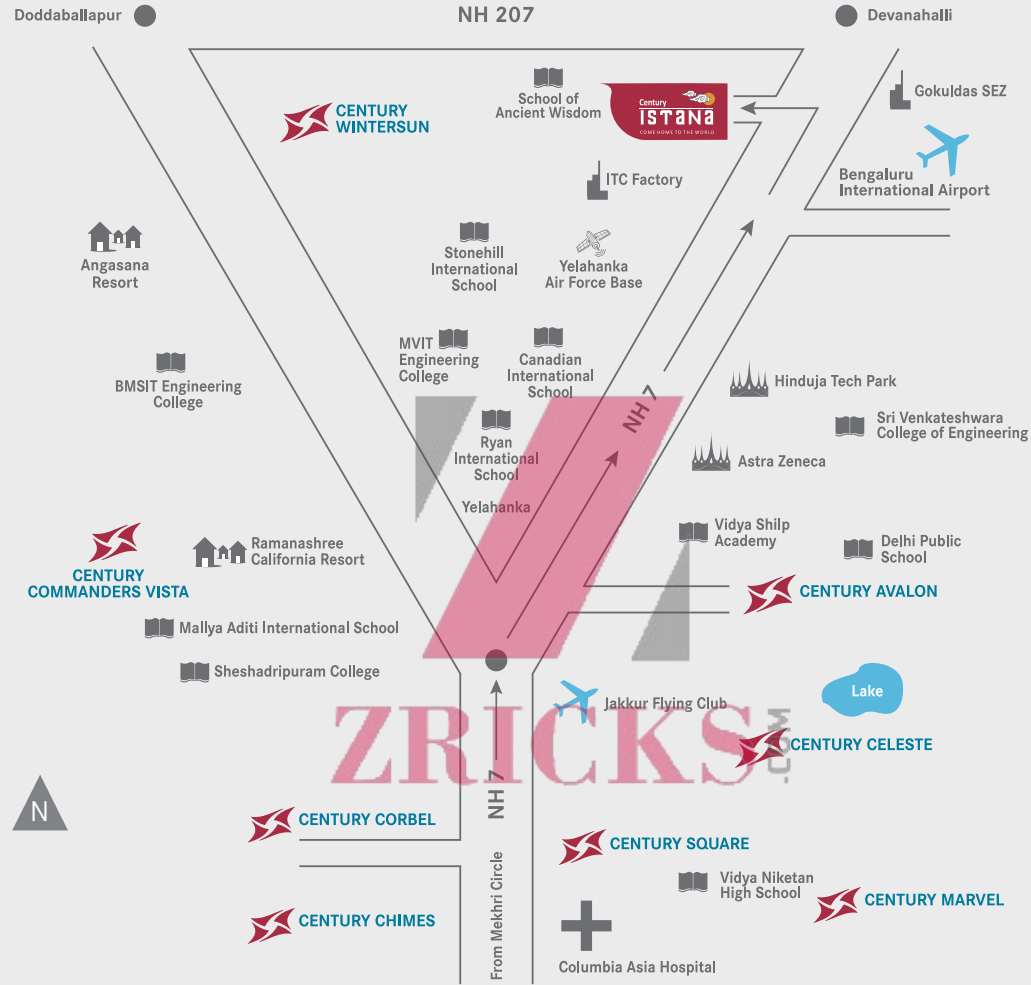 Doddaballapur
NH 207
Devanahalli
CENTURY
WINTERSUN
School of
Ancient Wisdom
Century
ISTANA
COME HOME TO THE WORLD
Gokuldas SEZ
ITC Factory
Bengaluru
International Airport
Angasana
Resort
Stonehill
International
School
Yelahanka
Air Force Base
MVIT
Engineering
College
Canadian
International
School
BMSIT Engineering
College
Hinduja Tech Park
NH 7
Sri Venkateshwara
College of Engineering
Ryan
International
School
Astra Zeneca
Yelahanka
Vidya Shilp
Academy
Ramanashree
California Resort
Delhi Public
School
CENTURY
COMMANDERS VISTA
CENTURY AVALON
Mallya Aditi International School
Sheshadripuram College
Jakkur Flying Club
Lake
ZRICKS
.COM
CENTURY CELESTE
NH 7
N
CENTURY CORBEL
CENTURY SQUARE
From Mekhri Circle
Vidya Niketan
High School
CENTURY MARVEL
CENTURY CHIMES
Columbia Asia Hospital